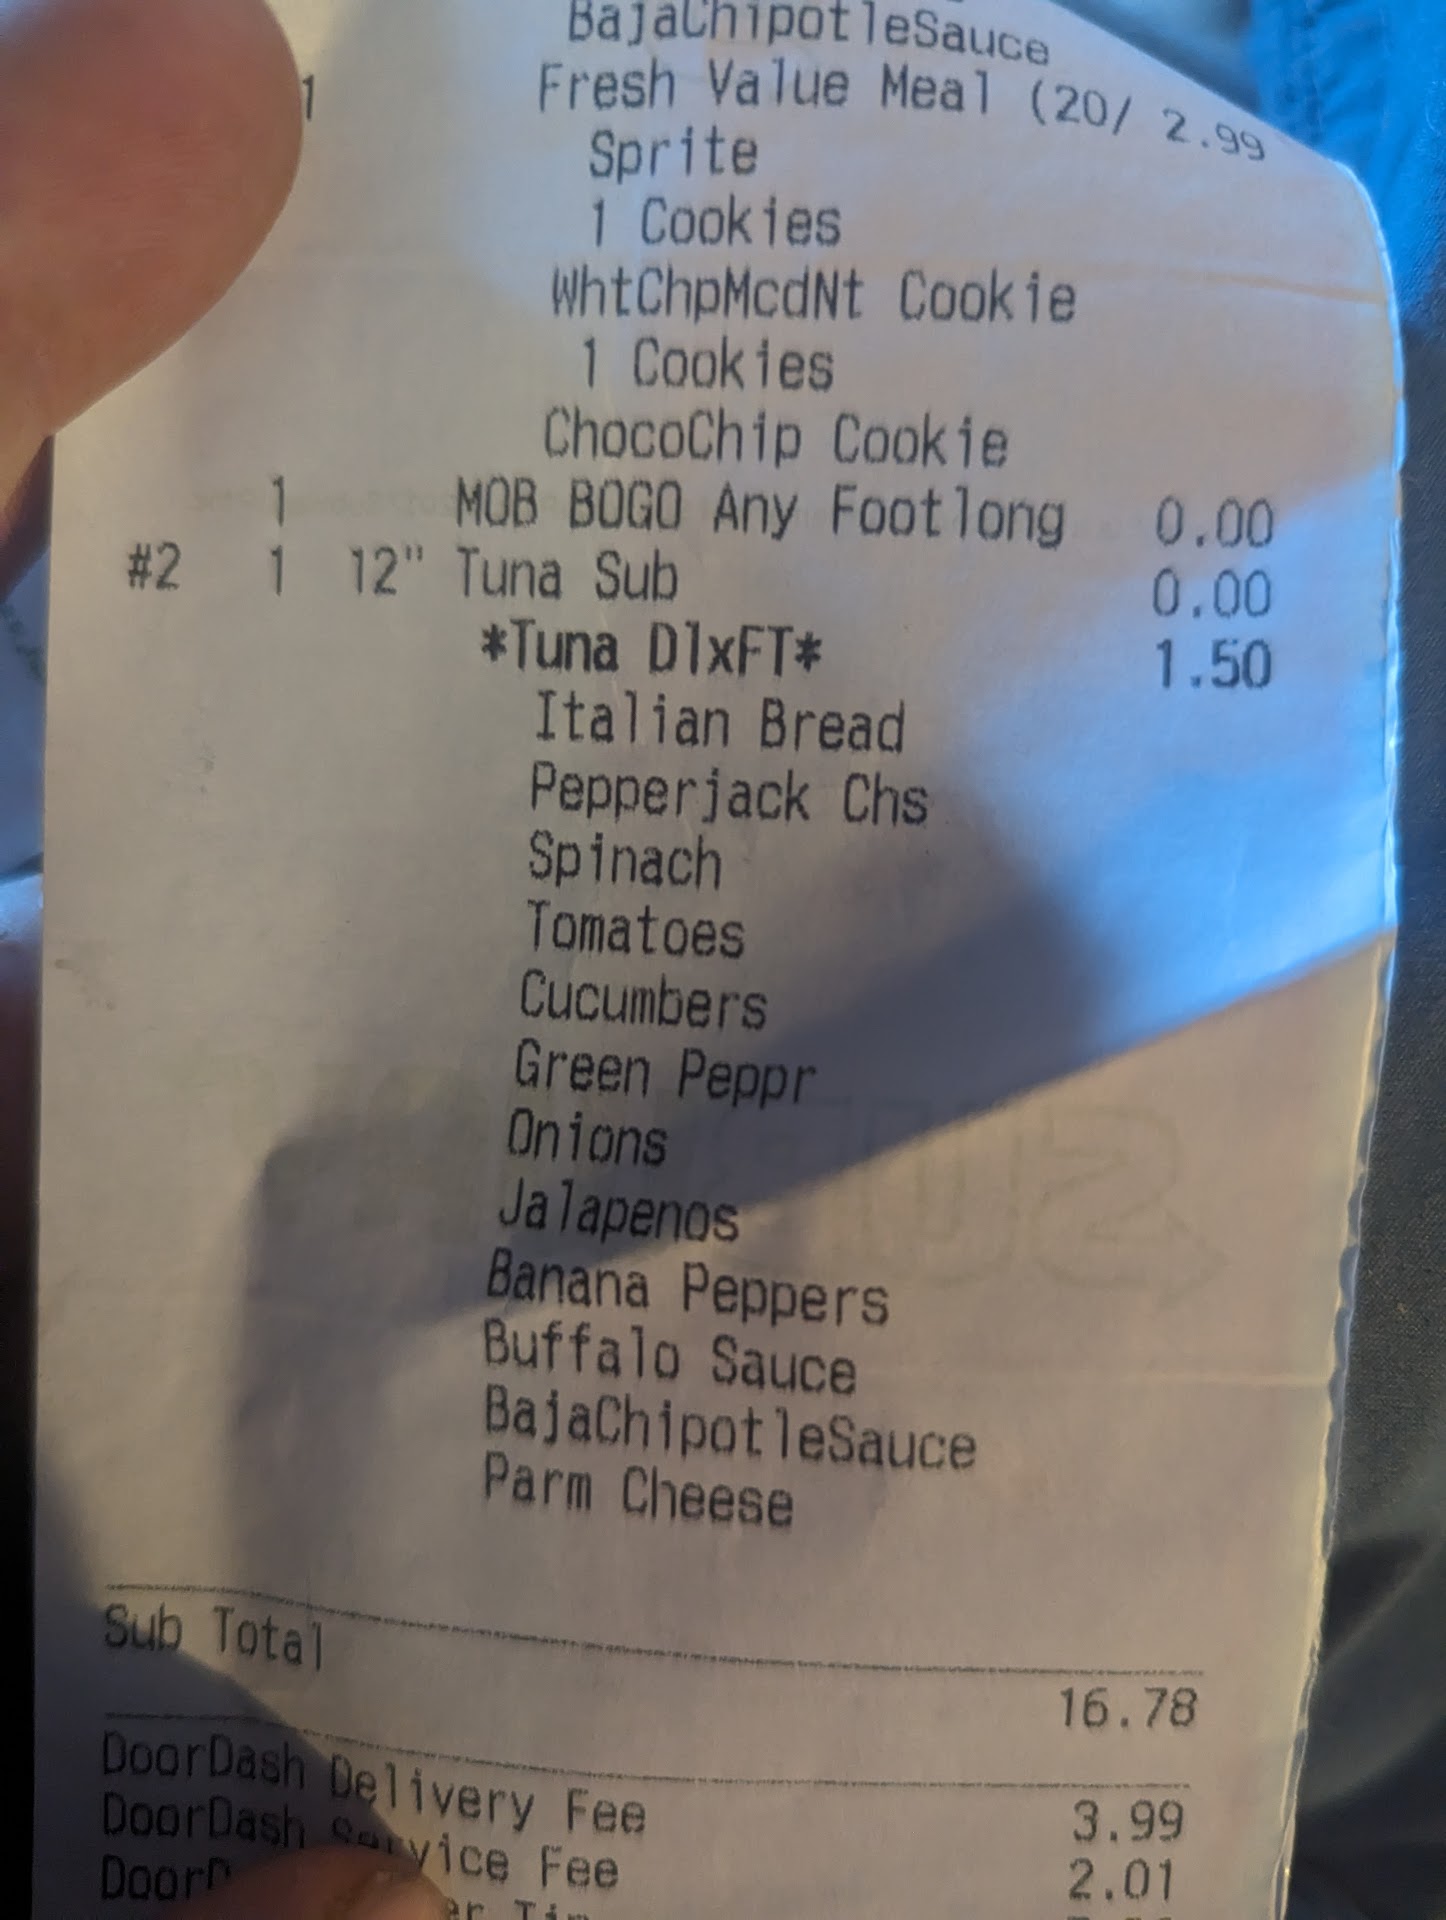 BajaChipotleSauce
1 Fresh Value Meal (20/ 2.99
Sprite
1 Cookies
WhtChpMcdNt Cookie
1 Cookies
ChocoChip Cookie
1 MOB BOGO Any Footlong 0.00
#2 1 12" Tuna Sub 0.00
*Tuna DlxFT* 1.50
Italian Bread
Pepperjack Chs
Spinach
Tomatoes
Cucumbers
Green Peppr
Onions
Jalapenos
Banana Peppers
Buffalo Sauce
BajaChipotleSauce
Parm Cheese
Sub Total
16.78
DoorDash Delivery Fee 3.99
DoorDash Service Fee 2.01